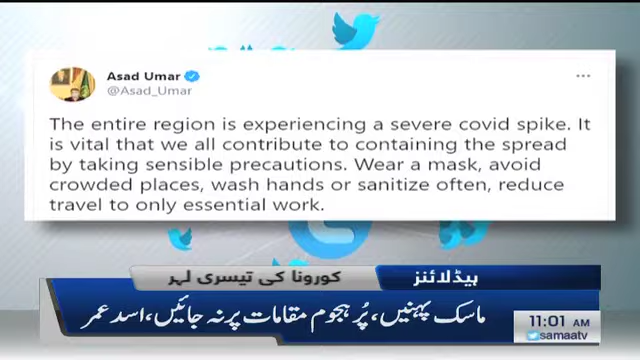 Asad Umar
@Asad_Umar
The entire region is experiencing a severe covid spike. It
is vital that we all contribute to containing the spread
by taking sensible precautions. Wear a mask, avoid
crowded places, wash hands or sanitize often, reduce
travel to only essential work.
ہیڈلائنز
کورونا کی تیسری لہر
ماسک پہنیں، پُر ہجوم مقامات پر نہ جائیں، اسد عمر
11:01 AM
samaatv